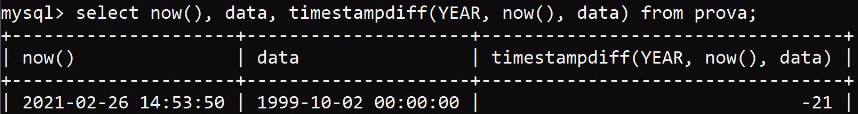 mysql> select now(), data, timestampdiff(YEAR, now(), data) from prova;
+---------------------+---------------------+----------------------------------+
| now()               | data                | timestampdiff(YEAR, now(), data) |
+---------------------+---------------------+----------------------------------+
| 2021-02-26 14:53:50 | 1999-10-02 00:00:00 |                              -21 |